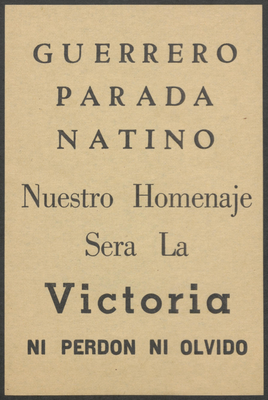 GUERRERO
PARADA
NATINO
Nuestro Homenaje
Sera La
Victoria
NI PERDON NI OLVIDO